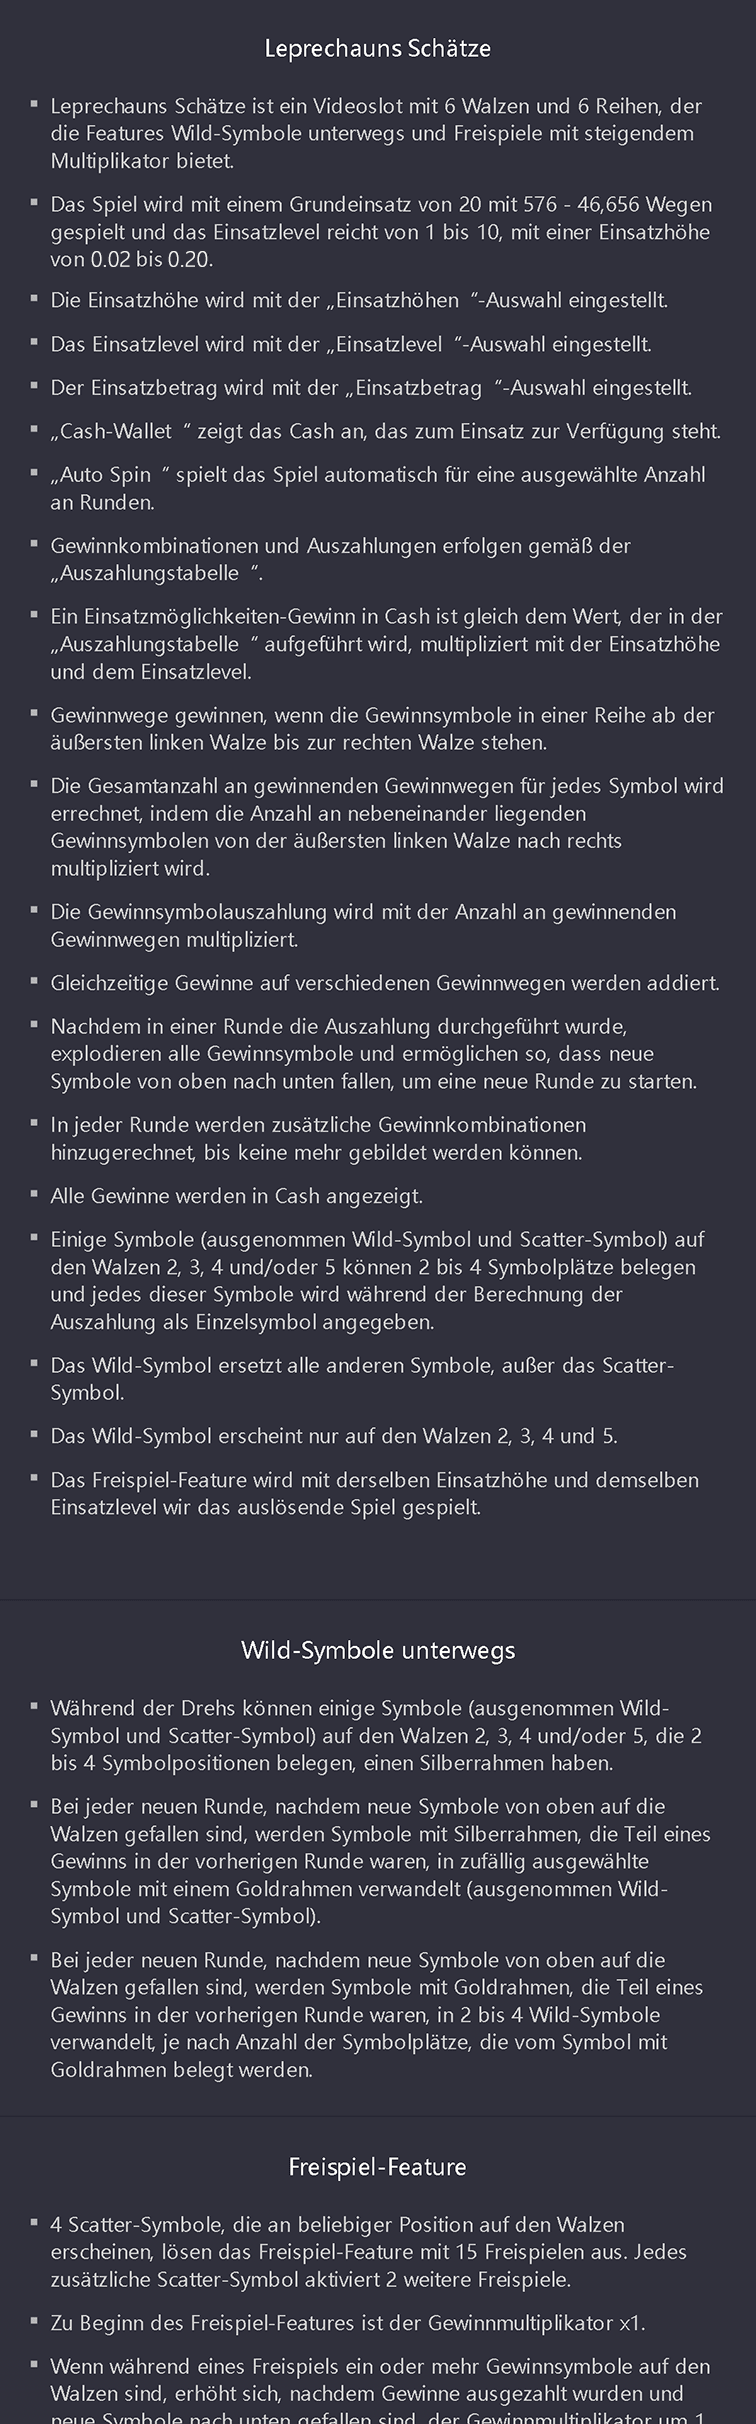 Leprechauns Schätze
▪ Leprechauns Schätze ist ein Videoslot mit 6 Walzen und 6 Reihen, der
die Features Wild-Symbole unterwegs und Freispiele mit steigendem
Multiplikator bietet.
▪ Das Spiel wird mit einem Grundeinsatz von 20 mit 576 - 46,656 Wegen
gespielt und das Einsatzlevel reicht von 1 bis 10, mit einer Einsatzhöhe
von 0.02 bis 0.20.
▪ Die Einsatzhöhe wird mit der „Einsatzhöhen “-Auswahl eingestellt.
▪ Das Einsatzlevel wird mit der „Einsatzlevel “-Auswahl eingestellt.
▪ Der Einsatzbetrag wird mit der „Einsatzbetrag “-Auswahl eingestellt.
▪ „Cash-Wallet “ zeigt das Cash an, das zum Einsatz zur Verfügung steht.
▪ „Auto Spin “ spielt das Spiel automatisch für eine ausgewählte Anzahl
an Runden.
▪ Gewinnkombinationen und Auszahlungen erfolgen gemäß der
„Auszahlungstabelle “.
▪ Ein Einsatzmöglichkeiten-Gewinn in Cash ist gleich dem Wert, der in der
„Auszahlungstabelle “ aufgeführt wird, multipliziert mit der Einsatzhöhe
und dem Einsatzlevel.
▪ Gewinnwege gewinnen, wenn die Gewinnsymbole in einer Reihe ab der
äußersten linken Walze bis zur rechten Walze stehen.
▪ Die Gesamtanzahl an gewinnenden Gewinnwegen für jedes Symbol wird
errechnet, indem die Anzahl an nebeneinander liegenden
Gewinnsymbolen von der äußersten linken Walze nach rechts
multipliziert wird.
▪ Die Gewinnsymbolauszahlung wird mit der Anzahl an gewinnenden
Gewinnwegen multipliziert.
▪ Gleichzeitige Gewinne auf verschiedenen Gewinnwegen werden addiert.
▪ Nachdem in einer Runde die Auszahlung durchgeführt wurde,
explodieren alle Gewinnsymbole und ermöglichen so, dass neue
Symbole von oben nach unten fallen, um eine neue Runde zu starten.
▪ In jeder Runde werden zusätzliche Gewinnkombinationen
hinzugerechnet, bis keine mehr gebildet werden können.
▪ Alle Gewinne werden in Cash angezeigt.
▪ Einige Symbole (ausgenommen Wild-Symbol und Scatter-Symbol) auf
den Walzen 2, 3, 4 und/oder 5 können 2 bis 4 Symbolplätze belegen
und jedes dieser Symbole wird während der Berechnung der
Auszahlung als Einzelsymbol angegeben.
▪ Das Wild-Symbol ersetzt alle anderen Symbole, außer das Scatter-
Symbol.
▪ Das Wild-Symbol erscheint nur auf den Walzen 2, 3, 4 und 5.
▪ Das Freispiel-Feature wird mit derselben Einsatzhöhe und demselben
Einsatzlevel wir das auslösende Spiel gespielt.
Wild-Symbole unterwegs
▪ Während der Drehs können einige Symbole (ausgenommen Wild-
Symbol und Scatter-Symbol) auf den Walzen 2, 3, 4 und/oder 5, die 2
bis 4 Symbolpositionen belegen, einen Silberrahmen haben.
▪ Bei jeder neuen Runde, nachdem neue Symbole von oben auf die
Walzen gefallen sind, werden Symbole mit Silberrahmen, die Teil eines
Gewinns in der vorherigen Runde waren, in zufällig ausgewählte
Symbole mit einem Goldrahmen verwandelt (ausgenommen Wild-
Symbol und Scatter-Symbol).
▪ Bei jeder neuen Runde, nachdem neue Symbole von oben auf die
Walzen gefallen sind, werden Symbole mit Goldrahmen, die Teil eines
Gewinns in der vorherigen Runde waren, in 2 bis 4 Wild-Symbole
verwandelt, je nach Anzahl der Symbolplätze, die vom Symbol mit
Goldrahmen belegt werden.
Freispiel-Feature
▪ 4 Scatter-Symbole, die an beliebiger Position auf den Walzen
erscheinen, lösen das Freispiel-Feature mit 15 Freispielen aus. Jedes
zusätzliche Scatter-Symbol aktiviert 2 weitere Freispiele.
▪ Zu Beginn des Freispiel-Features ist der Gewinnmultiplikator x1.
▪ Wenn während eines Freispiels ein oder mehr Gewinnsymbole auf den
Walzen sind, erhöht sich, nachdem Gewinne ausgezahlt wurden und
neue Symbole nach unten gefallen sind, der Gewinnmultiplikator um 1